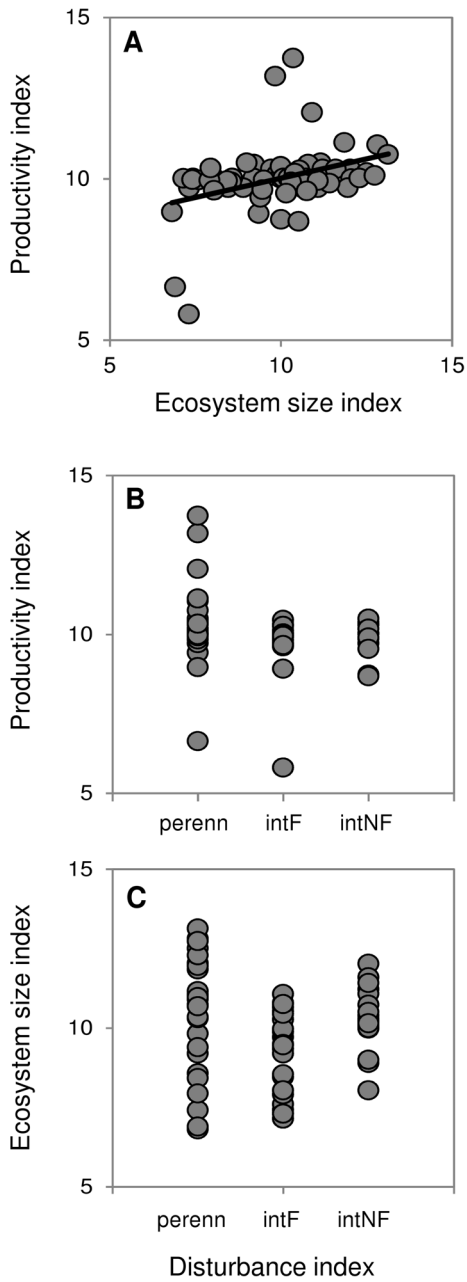 A
15
10
5
Productivity index
5 10 15
Ecosystem size index
B
15
10
5
Productivity index
perenn intF intNF
C
15
10
5
Ecosystem size index
perenn intF intNF
Disturbance index